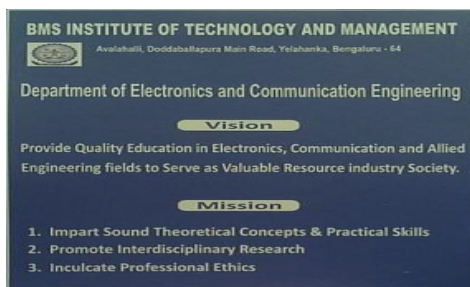 BMS INSTITUTE OF TECHNOLOGY AND MANAGEMENT
Avalahalli, Doddaballapura Main Road, Yelahanka, Bengaluru - 64
Department of Electronics and Communication Engineering
Vision
Provide Quality Education in Electronics, Communication and Allied
Engineering fields to Serve as Valuable Resource industry Society.
Mission
1. Impart Sound Theoretical Concepts & Practical Skills
2. Promote Interdisciplinary Research
3. Inculcate Professional Ethics